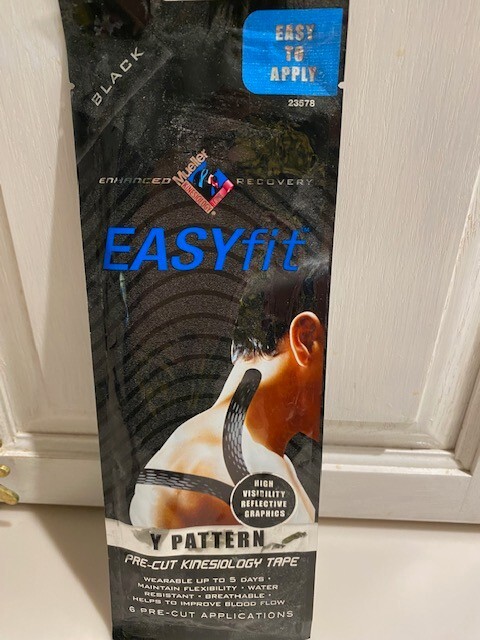 EASY
TO
APPLY
BLACK
23578
Mueller
ENHANCED RECOVERY
EASYfit™
HIGH
VISIBILITY
REFLECTIVE
GRAPHICS
Y PATTERN
PRE-CUT KINESIOLOGY TAPE
WEARABLE UP TO 5 DAYS •
MAINTAIN FLEXIBILITY • WATER
RESISTANT • BREATHABLE •
HELPS TO IMPROVE BLOOD FLOW
6 PRE-CUT APPLICATIONS